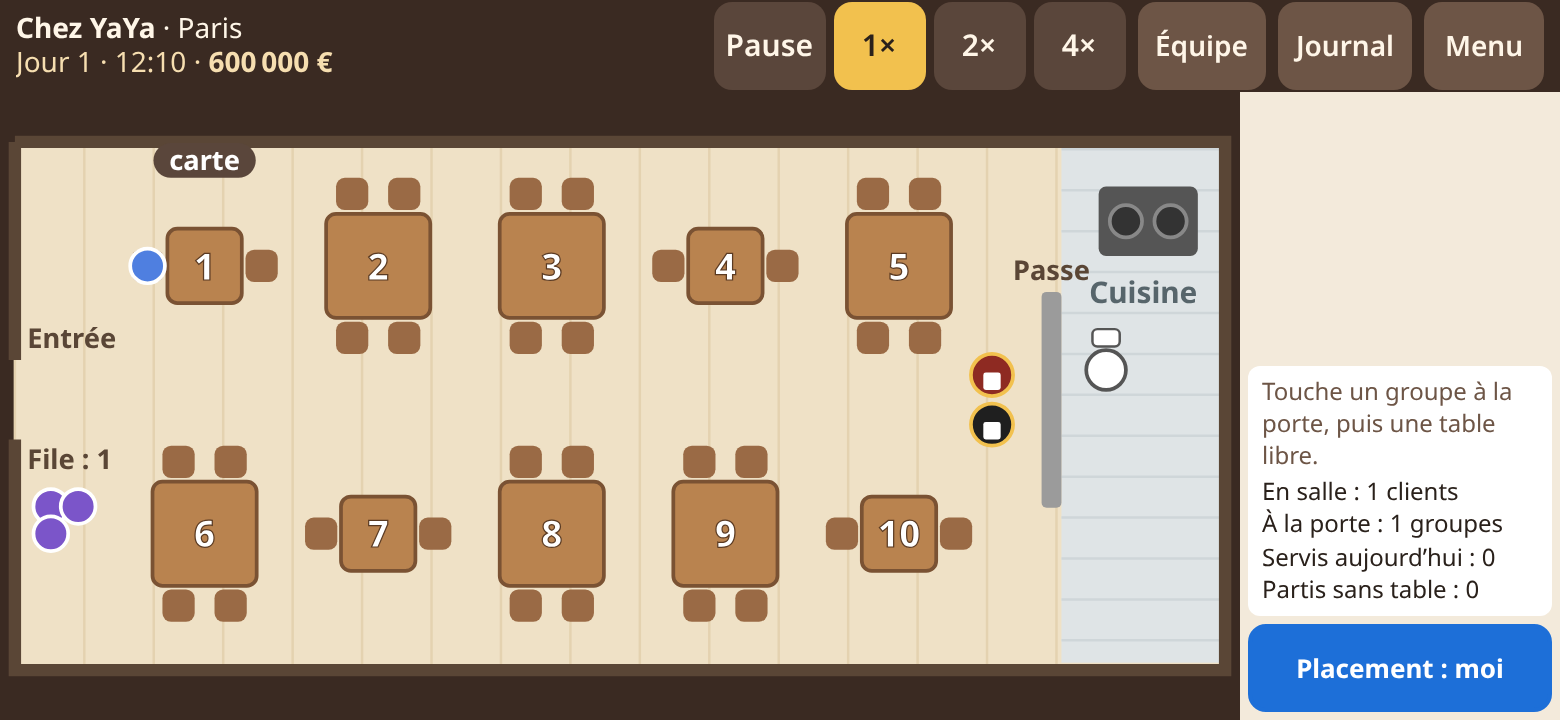 Chez YaYa · Paris
Jour 1 · 12:10 · 600 000 €
Pause
1×
2×
4×
Équipe
Journal
Menu
carte
1
2
3
4
5
Passe
Cuisine
Entrée
File : 1
6
7
8
9
10
Touche un groupe à la
porte, puis une table
libre.
En salle : 1 clients
À la porte : 1 groupes
Servis aujourd’hui : 0
Partis sans table : 0
Placement : moi